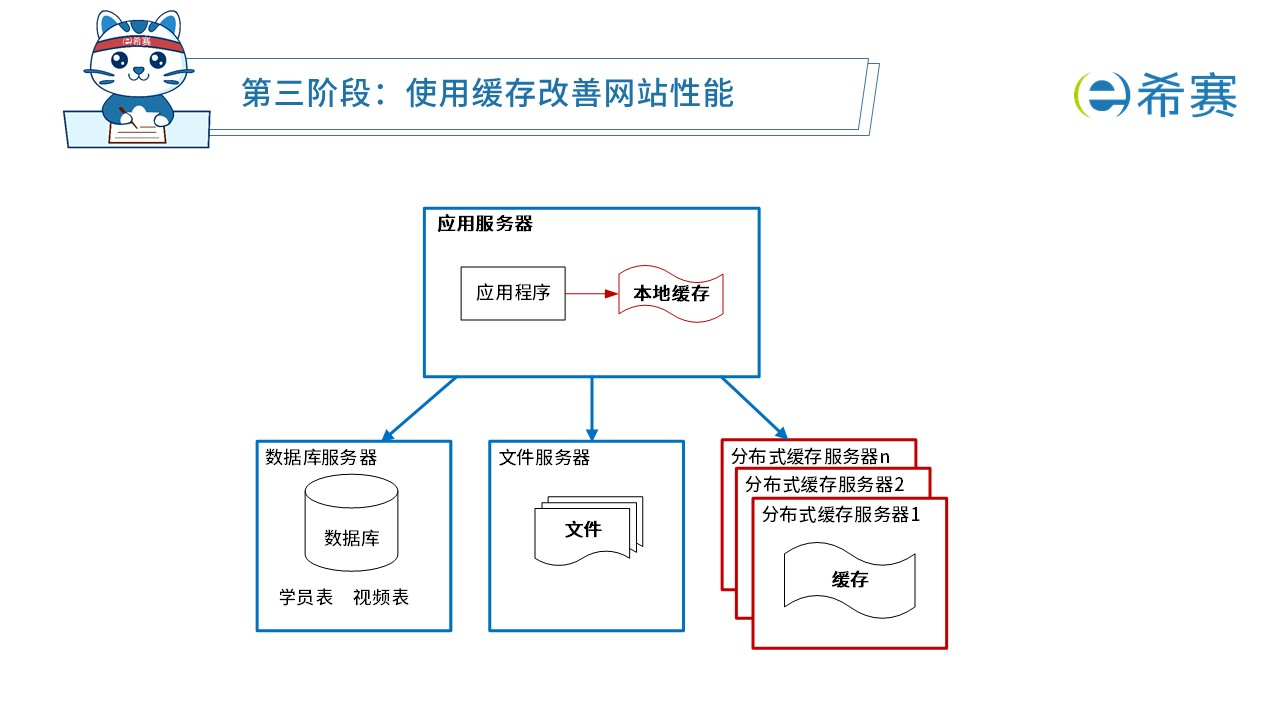 希赛
第三阶段：使用缓存改善网站性能
希赛
应用服务器
应用程序
本地缓存
数据库服务器
数据库
学员表 视频表
文件服务器
文件
分布式缓存服务器n
分布式缓存服务器2
分布式缓存服务器1
缓存